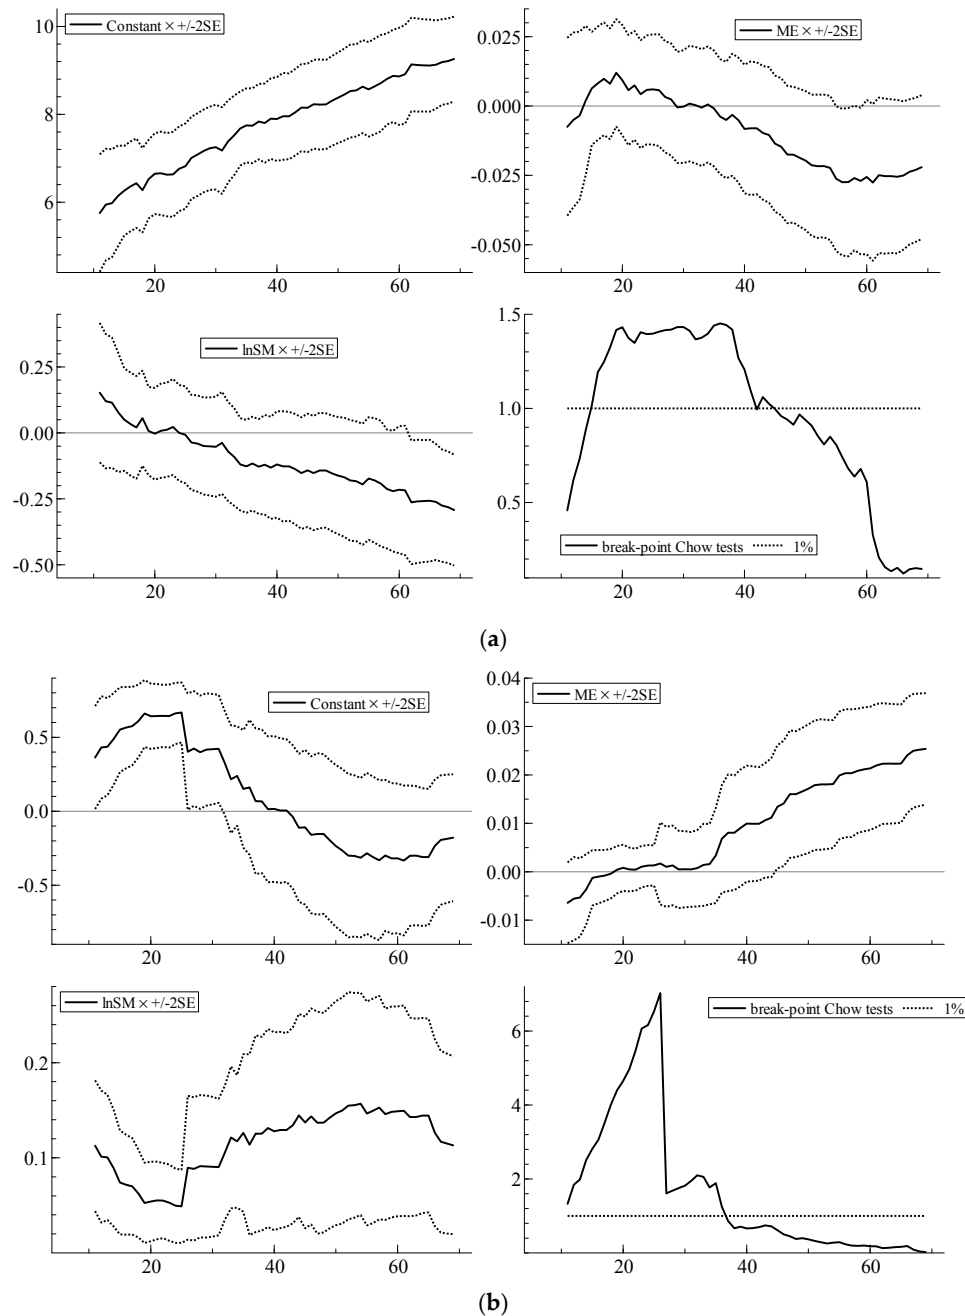 Constant × +/-2SE
10
8
6
20 40 60
ME × +/-2SE
0.025
0.000
-0.025
-0.050
20 40 60
lnSM × +/-2SE
0.25
0.00
-0.25
-0.50
20 40 60
1.5
1.0
0.5
break-point Chow tests 1%
20 40 60
(a)
Constant × +/-2SE
0.5
0.0
-0.5
20 40 60
0.04
ME × +/-2SE
0.03
0.02
0.01
0.00
-0.01
20 40 60
lnSM × +/-2SE
0.2
0.1
20 40 60
break-point Chow tests 1%
6
4
2
20 40 60
(b)